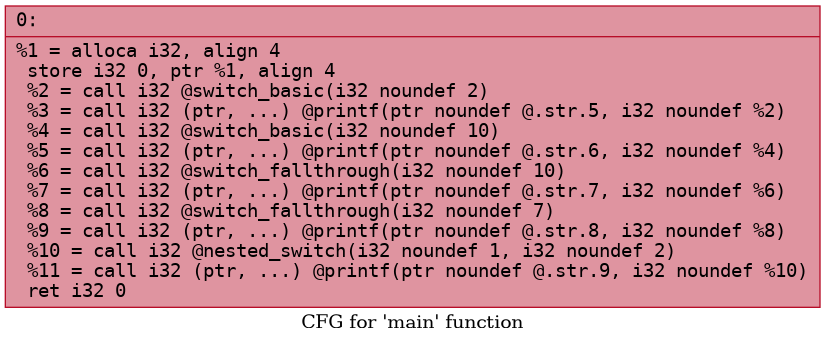 0:
%1 = alloca i32, align 4
store i32 0, ptr %1, align 4
%2 = call i32 @switch_basic(i32 noundef 2)
%3 = call i32 (ptr, ...) @printf(ptr noundef @.str.5, i32 noundef %2)
%4 = call i32 @switch_basic(i32 noundef 10)
%5 = call i32 (ptr, ...) @printf(ptr noundef @.str.6, i32 noundef %4)
%6 = call i32 @switch_fallthrough(i32 noundef 10)
%7 = call i32 (ptr, ...) @printf(ptr noundef @.str.7, i32 noundef %6)
%8 = call i32 @switch_fallthrough(i32 noundef 7)
%9 = call i32 (ptr, ...) @printf(ptr noundef @.str.8, i32 noundef %8)
%10 = call i32 @nested_switch(i32 noundef 1, i32 noundef 2)
%11 = call i32 (ptr, ...) @printf(ptr noundef @.str.9, i32 noundef %10)
ret i32 0
CFG for 'main' function